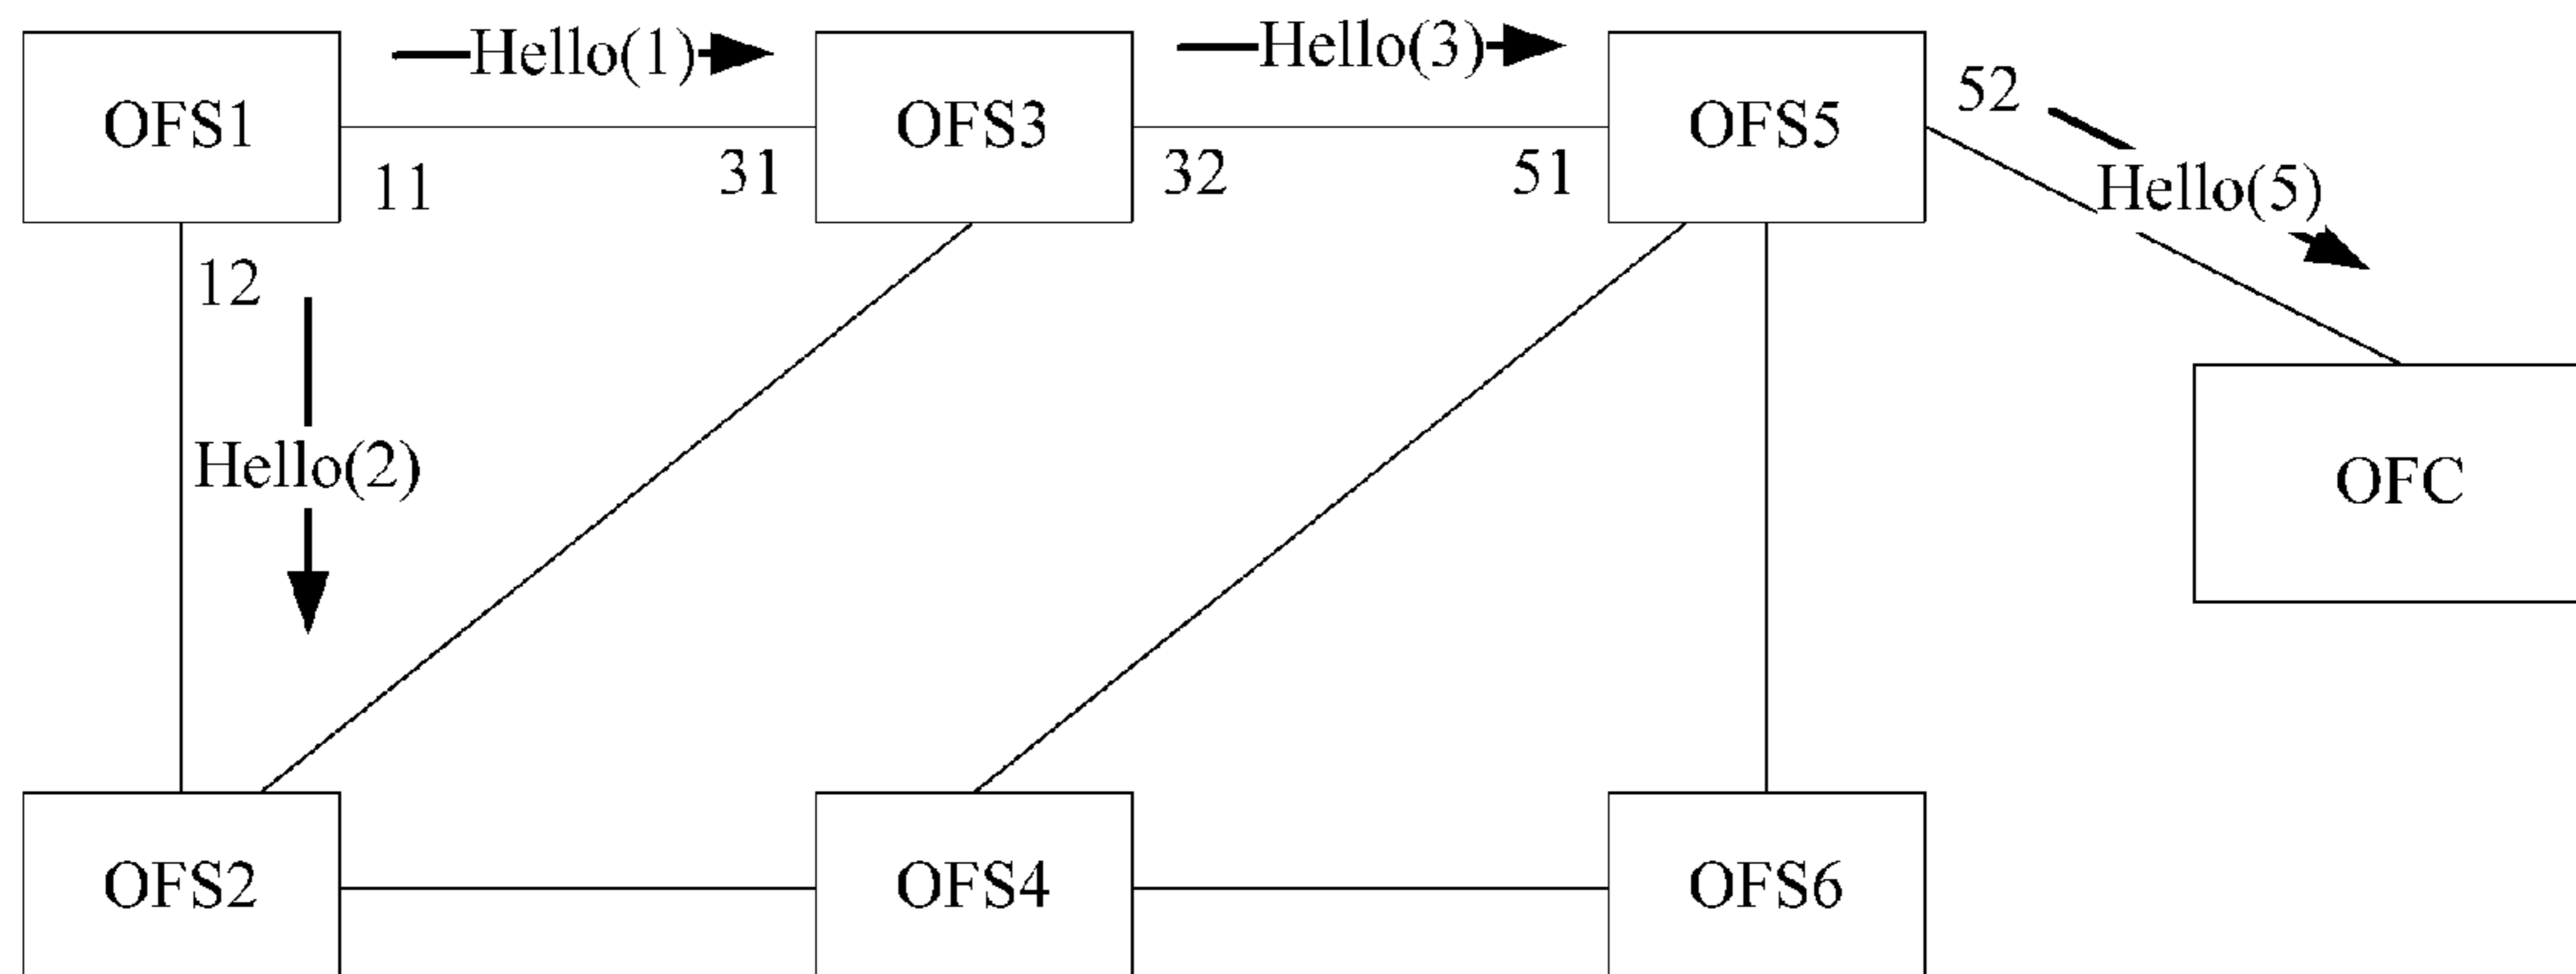 Hello(1)
Hello(3)
OFS1
OFS3
OFS5
52
11
31
32
51
Hello(5)
12
Hello(2)
OFC
OFS2
OFS4
OFS6